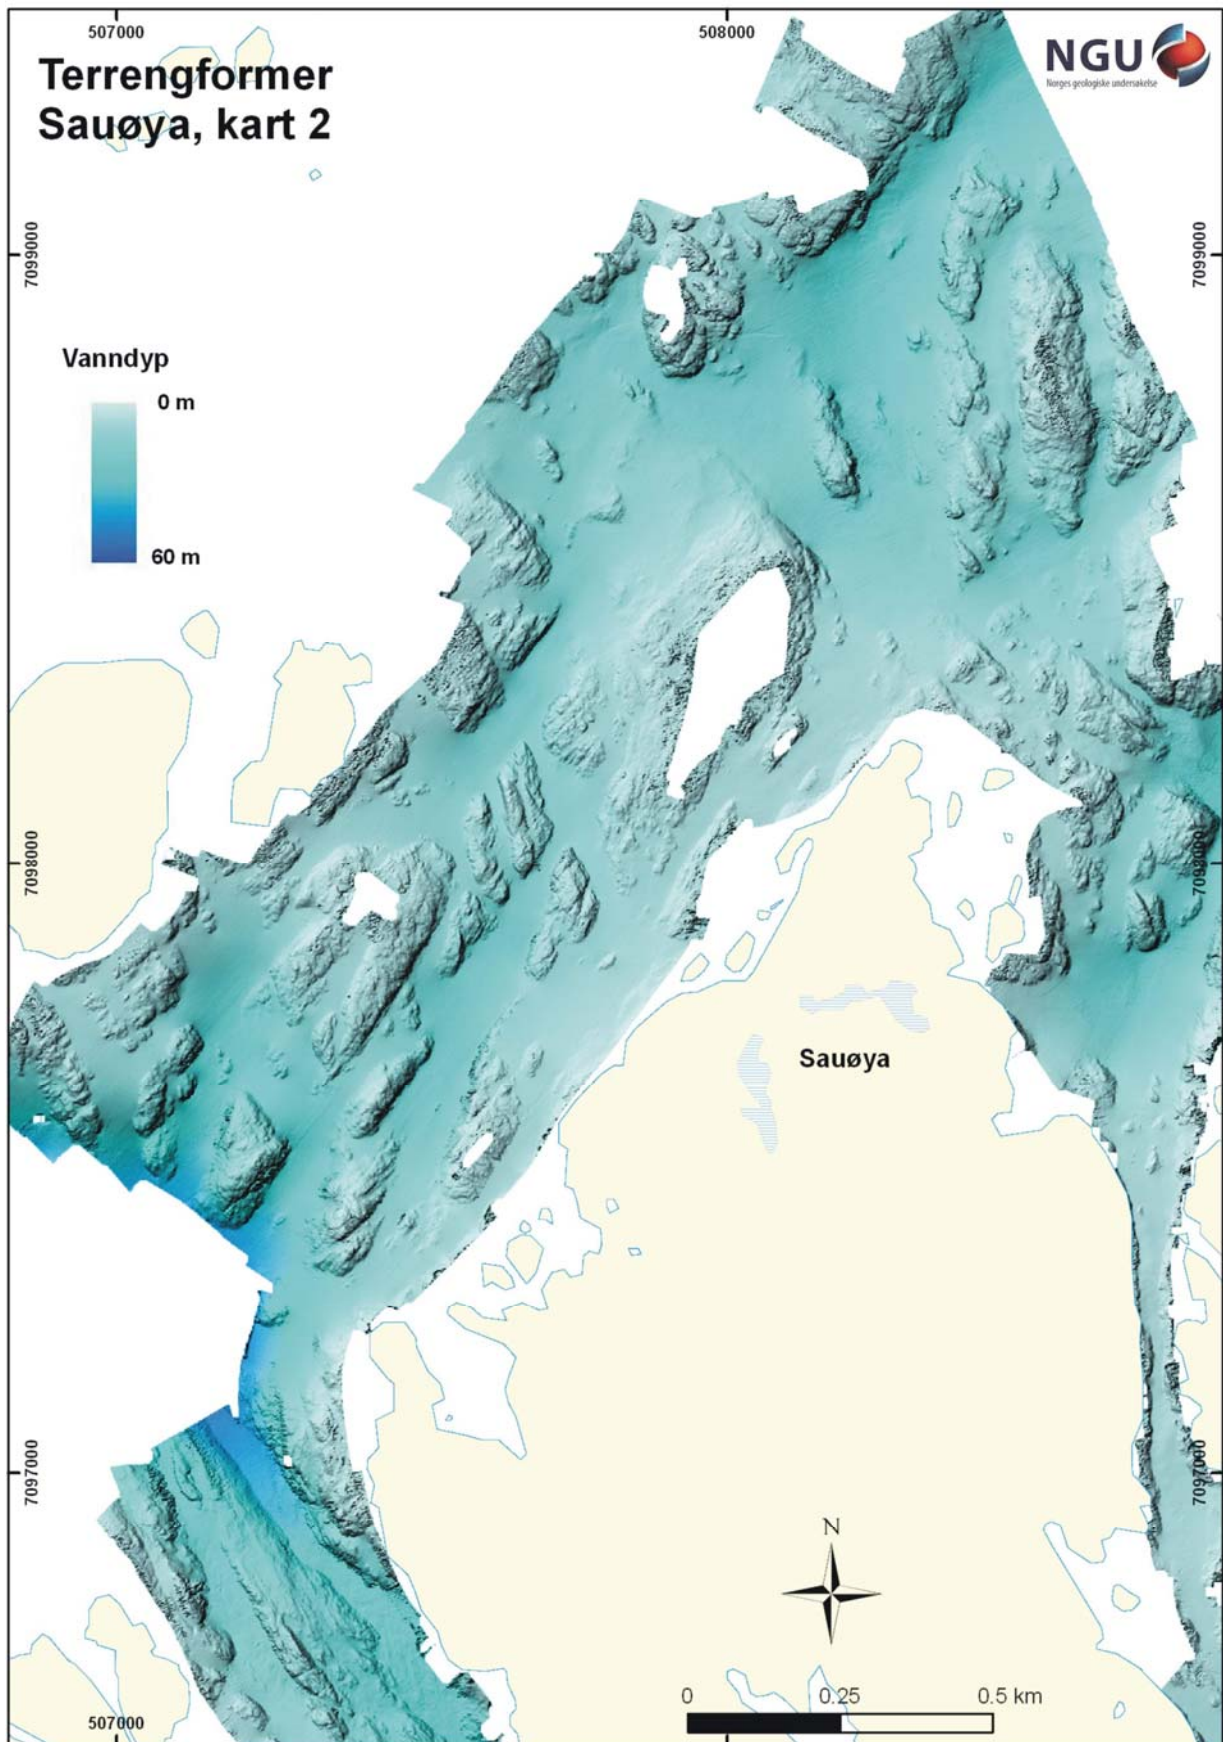 507000
508000
Terrengformer
Sauøya, kart 2
NGU
Norges geologiske undersøkelse
7099000
7099000
Vanndyp
0 m
60 m
7098000
7098000
Sauøya
7097000
7097000
N
0 0.25 0.5 km
507000